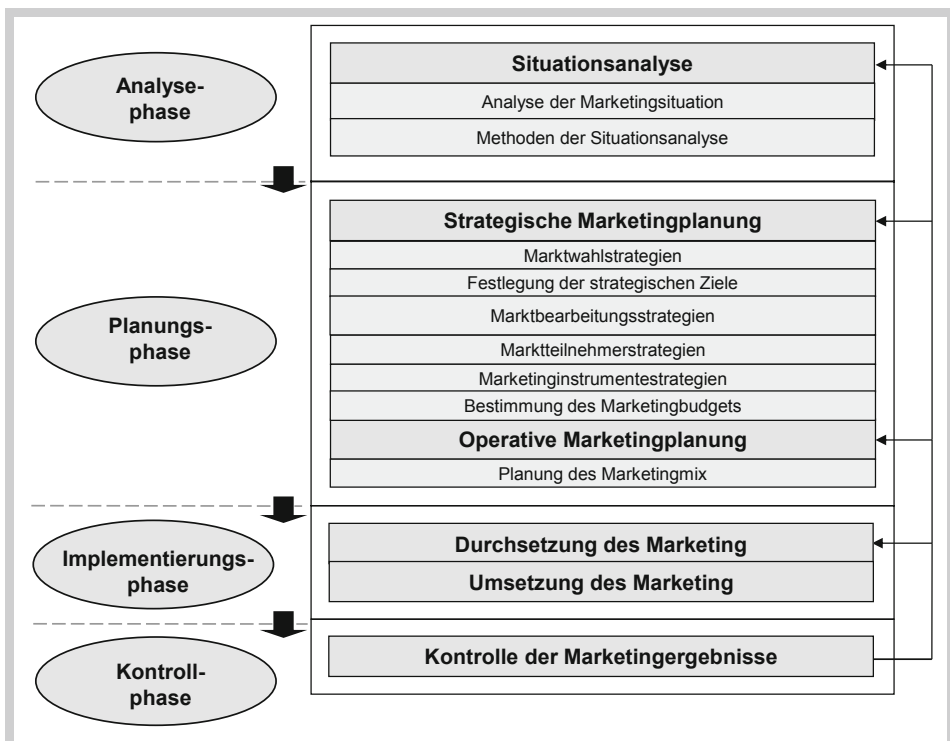 Analyse-
phase
Situationsanalyse
Analyse der Marketingsituation
Methoden der Situationsanalyse
Planungs-
phase
Strategische Marketingplanung
Marktwahlstrategien
Festlegung der strategischen Ziele
Marktbearbeitungsstrategien
Marktteilnehmerstrategien
Marketinginstrumentestrategien
Bestimmung des Marketingbudgets
Operative Marketingplanung
Planung des Marketingmix
Implementierungs-
phase
Durchsetzung des Marketing
Umsetzung des Marketing
Kontroll-
phase
Kontrolle der Marketingergebnisse